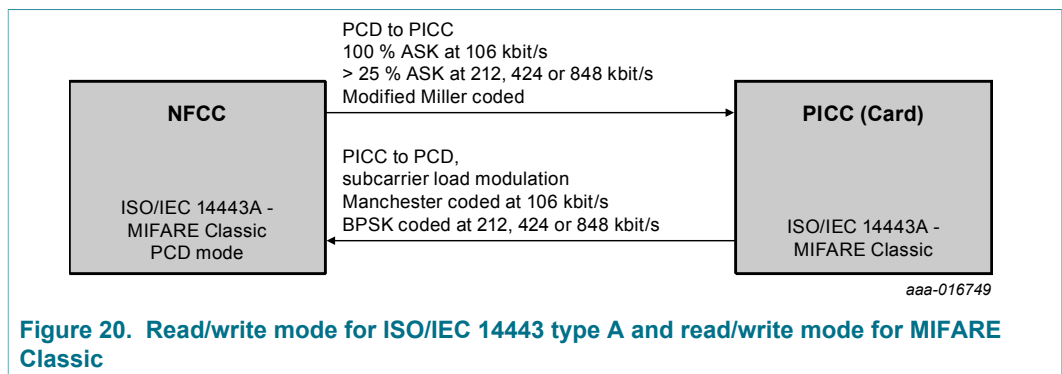 PCD to PICC
100 % ASK at 106 kbit/s
> 25 % ASK at 212, 424 or 848 kbit/s
Modified Miller coded
NFCC
PICC (Card)
PICC to PCD,
subcarrier load modulation
Manchester coded at 106 kbit/s
BPSK coded at 212, 424 or 848 kbit/s
ISO/IEC 14443A -
MIFARE Classic
PCD mode
ISO/IEC 14443A -
MIFARE Classic
aaa-016749
Figure 20. Read/write mode for ISO/IEC 14443 type A and read/write mode for MIFARE
Classic